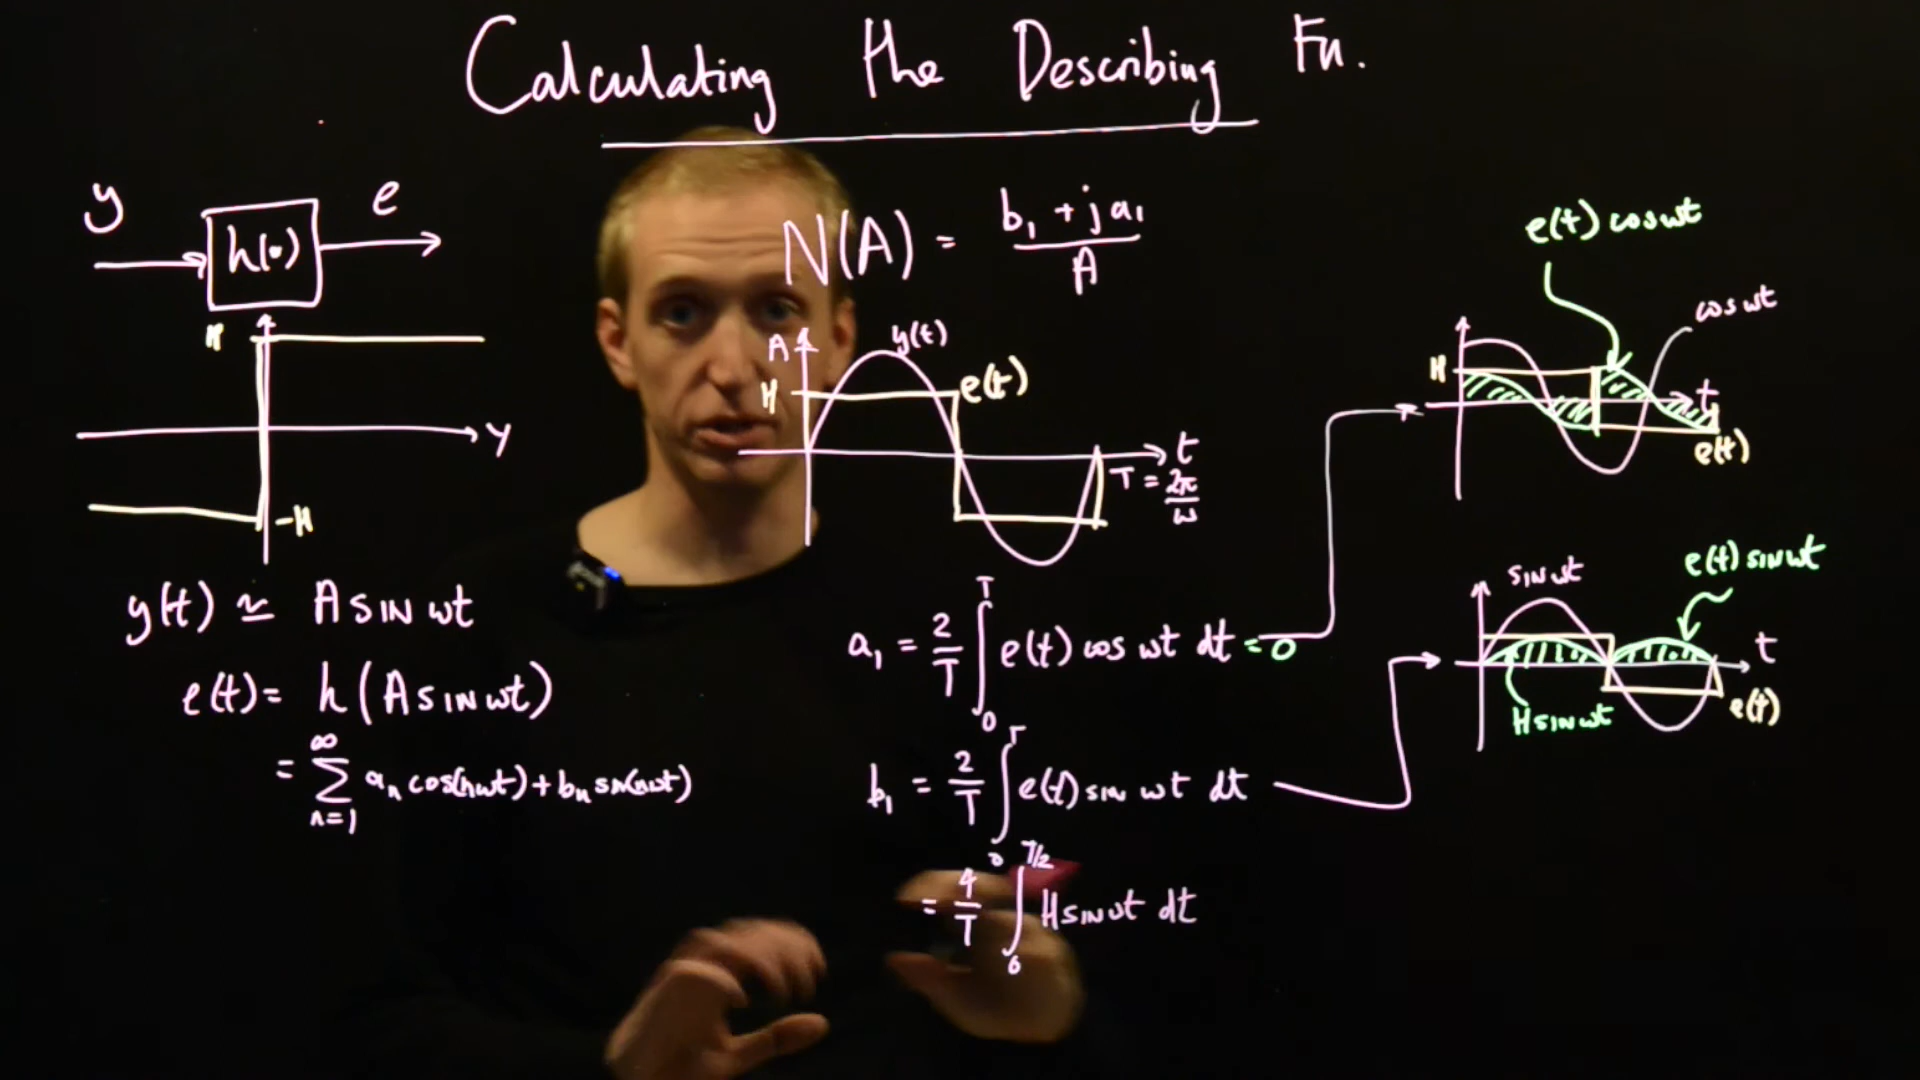 Calculating the Describing Fn.
y h(·) e
H
y
-H
y(t) ≃ A sin ωt
e(t) = h(A sin ωt)
= ∞ Σ n=1 aₙ cos(nωt) + bₙ sin(nωt)
N(A) = b₁ + j a₁ / A
A y(t)
H e(t)
t
T = 2π/ω
a₁ = 2/T ∫₀ᵀ e(t) cos ωt dt = 0
b₁ = 2/T ∫₀ᵀ e(t) sin ωt dt
= 4/T ∫₀^T/2 H sin ωt dt
e(t) cos ωt
cos ωt
H t
e(t)
e(t) sin ωt
sin ωt
t
H sin ωt e(t)